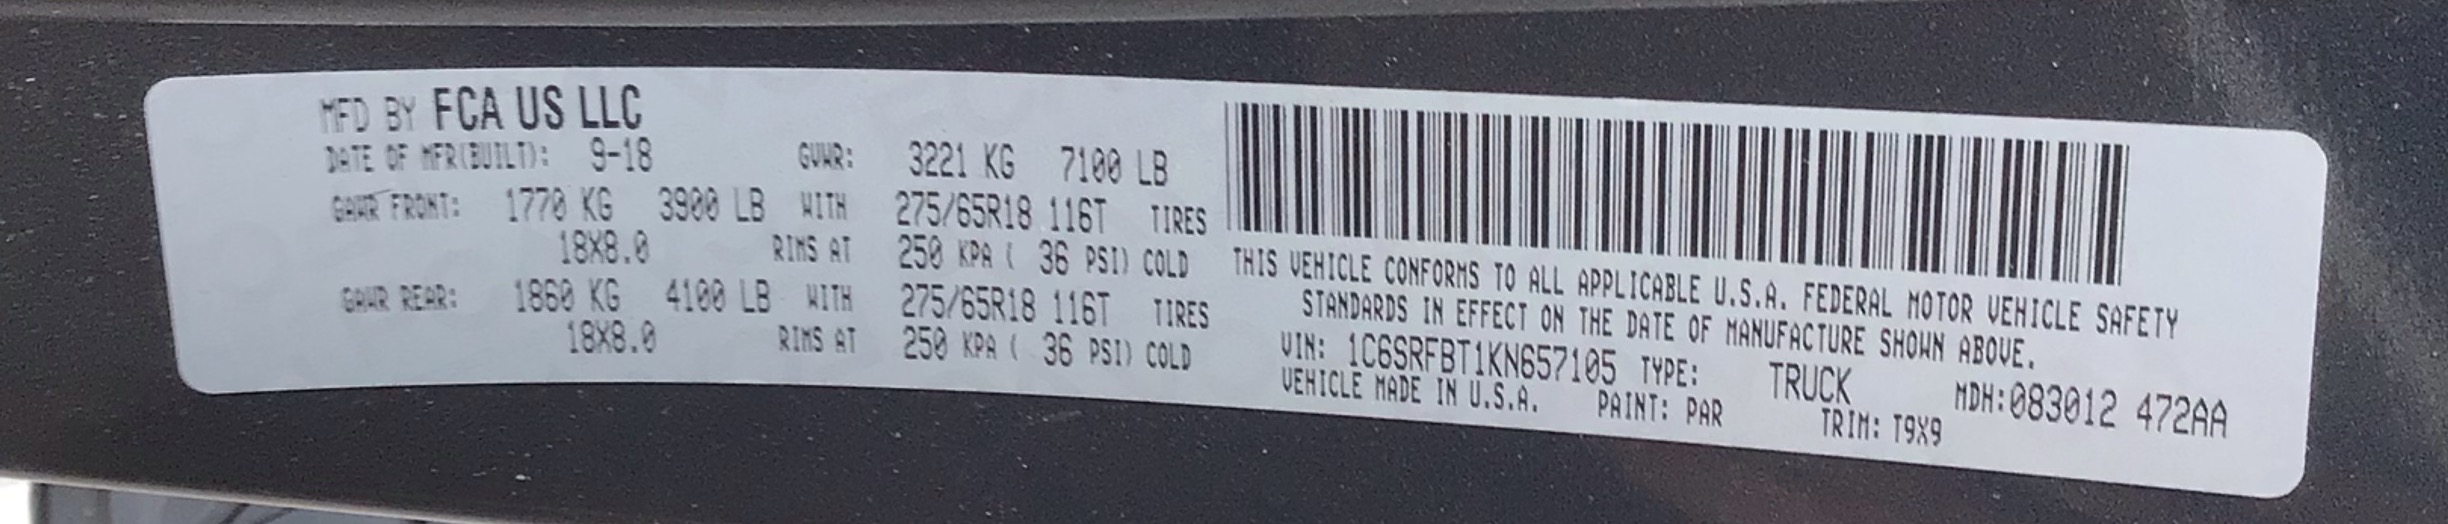 MFD BY FCA US LLC
DATE OF MFR(BUILT): 9-18 GVWR: 3221 KG 7100 LB
GAWR FRONT: 1770 KG 3900 LB WITH 275/65R18 116T TIRES
18X8.0 RIMS AT 250 KPA ( 36 PSI) COLD
GAWR REAR: 1860 KG 4100 LB WITH 275/65R18 116T TIRES
18X8.0 RIMS AT 250 KPA ( 36 PSI) COLD
THIS VEHICLE CONFORMS TO ALL APPLICABLE U.S.A. FEDERAL MOTOR VEHICLE SAFETY
STANDARDS IN EFFECT ON THE DATE OF MANUFACTURE SHOWN ABOVE.
VIN: 1C6SRFBT1KN657105 TYPE: TRUCK MDH:083012 472AA
VEHICLE MADE IN U.S.A. PAINT: PAR TRIM: T9X9